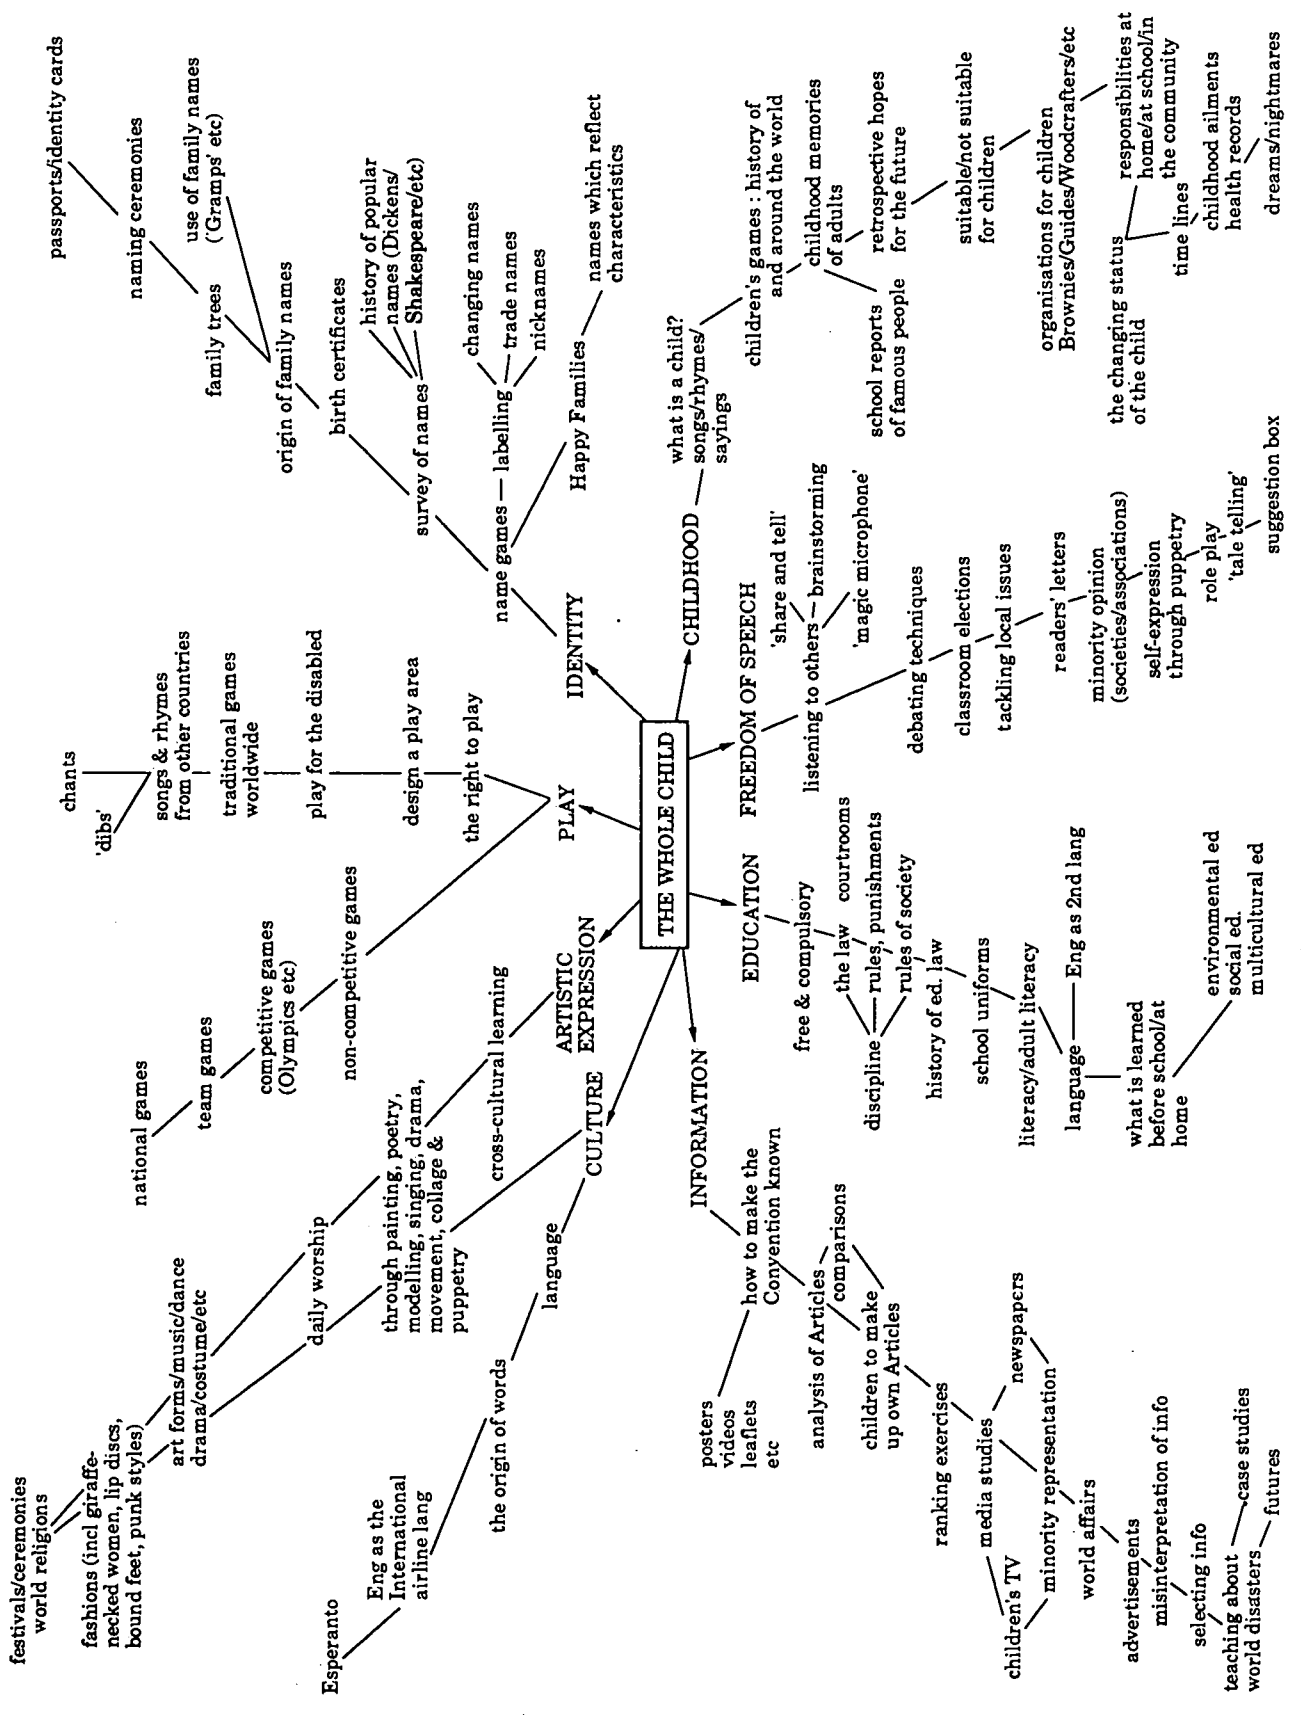 festivals/ceremonies
world religions
fashions (incl giraffe-
necked women, lip discs,
bound feet, punk styles)
art forms/music/dance
drama/costume/etc
daily worship
through painting, poetry,
modelling, singing, drama,
movement, collage &
puppetry
cross-cultural learning
ARTISTIC
EXPRESSION
Esperanto
Eng as the
International
airline lang
the origin of words
language
CULTURE
national games
team games
competitive games
(Olympics etc)
non-competitive games
chants
'dibs'
songs & rhymes
from other countries
traditional games
worldwide
play for the disabled
design a play area
the right to play
PLAY
passports/identity cards
naming ceremonies
use of family names
('Gramps' etc)
family trees
origin of family names
birth certificates
history of popular
names (Dickens/
Shakespeare/etc)
survey of names
changing names
trade names
nicknames
name games — labelling
Happy Families
names which reflect
characteristics
IDENTITY
THE WHOLE CHILD
INFORMATION
how to make the
Convention known
posters
videos
leaflets
etc
analysis of Articles
comparisons
children to make
up own Articles
ranking exercises
media studies
newspapers
children's TV
minority representation
world affairs
advertisements
misinterpretation of info
selecting info
teaching about
world disasters
case studies
futures
EDUCATION
free & compulsory
the law courtrooms
discipline — rules, punishments
rules of society
history of ed. law
school uniforms
literacy/adult literacy
language — Eng as 2nd lang
what is learned
before school/at
home
environmental ed
social ed.
multicultural ed
FREEDOM OF SPEECH
'share and tell'
listening to others — brainstorming
'magic microphone'
debating techniques
classroom elections
tackling local issues
readers' letters
minority opinion
(societies/associations)
self-expression
through puppetry
role play
'tale telling'
suggestion box
CHILDHOOD
what is a child?
songs/rhymes/
sayings
children's games : history of
and around the world
childhood memories
of adults
school reports
of famous people
retrospective hopes
for the future
suitable/not suitable
for children
organisations for children
Brownies/Guides/Woodcrafters/etc
the changing status
of the child
responsibilities at
home/at school/in
the community
time lines
childhood ailments
health records
dreams/nightmares